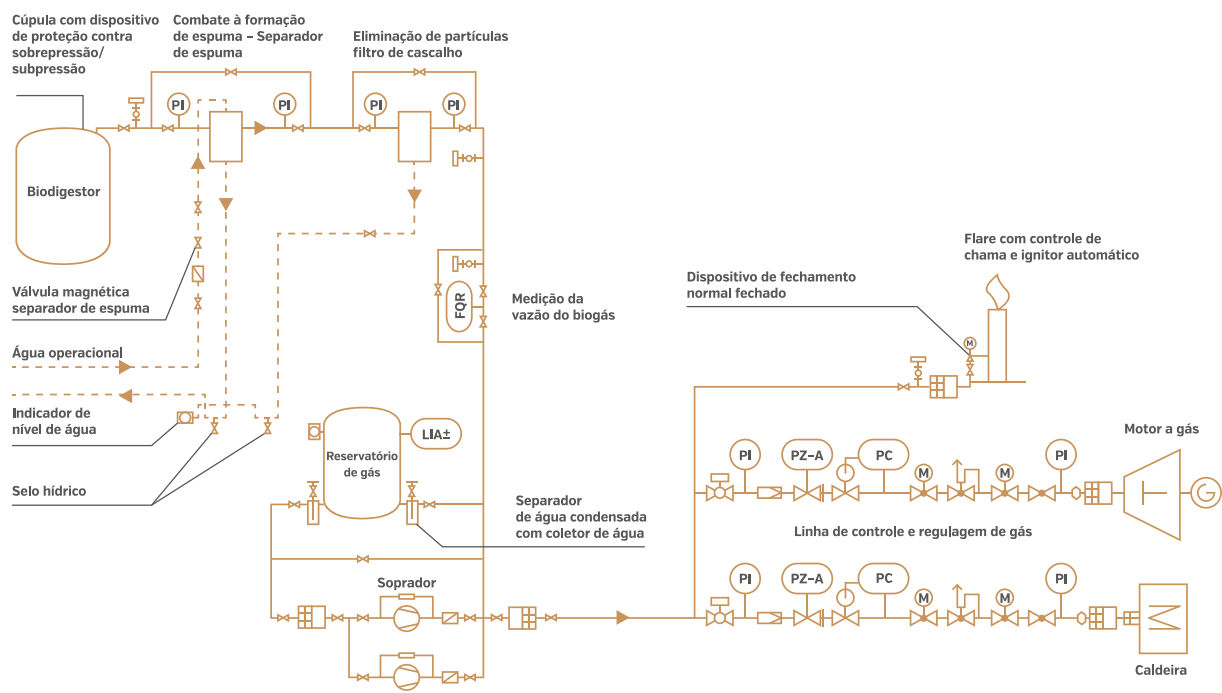 Cúpula com dispositivo
de proteção contra
sobrepressão/
subpressão
Combate à formação
de espuma – Separador
de espuma
Eliminação de partículas
filtro de cascalho
PI
PI
PI
PI
Biodigestor
Válvula magnética
separador de espuma
Água operacional
Indicador de
nível de água
Selo hídrico
FQR
Medição da
vazão do biogás
Reservatório
de gás
LIA±
Separador
de água condensada
com coletor de água
Soprador
Flare com controle de
chama e ignitor automático
Dispositivo de fechamento
normal fechado
M
Motor a gás
PI
PZ–A
PC
M
M
PI
G
Linha de controle e regulagem de gás
PI
PZ–A
PC
M
M
PI
Caldeira